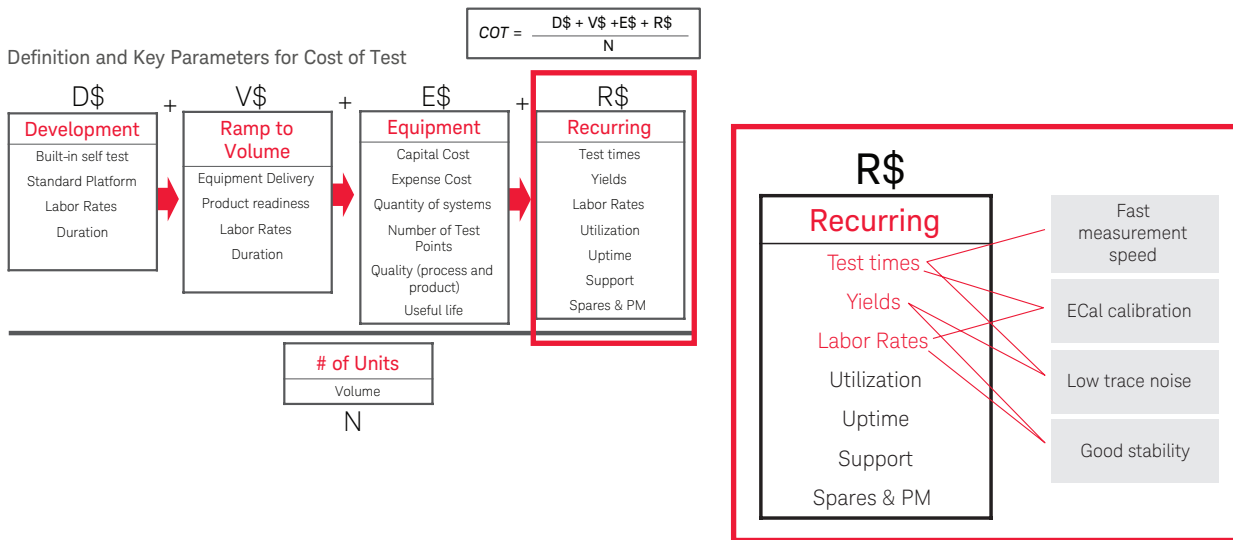 COT = D$ + V$ +E$ + R$
N
Definition and Key Parameters for Cost of Test
D$ + V$ + E$ + R$
Development
Built-in self test
Standard Platform
Labor Rates
Duration
Ramp to
Volume
Equipment Delivery
Product readiness
Labor Rates
Duration
Equipment
Capital Cost
Expense Cost
Quantity of systems
Number of Test
Points
Quality (process and
product)
Useful life
Recurring
Test times
Yields
Labor Rates
Utilization
Uptime
Support
Spares & PM
# of Units
Volume
N
R$
Recurring
Test times
Yields
Labor Rates
Utilization
Uptime
Support
Spares & PM
Fast
measurement
speed
ECal calibration
Low trace noise
Good stability